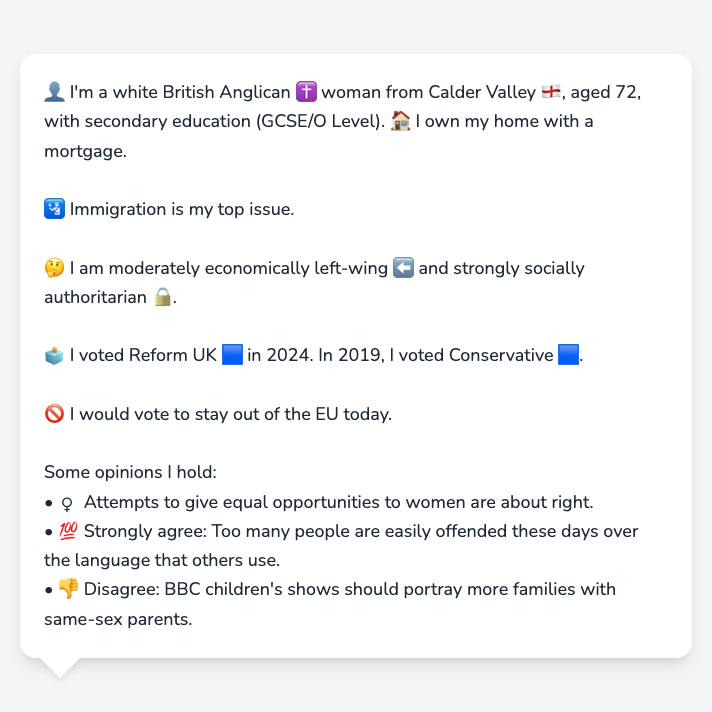 👤 I'm a white British Anglican ✝️ woman from Calder Valley 🏴󠁧󠁢󠁥󠁮󠁧󠁿, aged 72,
with secondary education (GCSE/O Level). 🏠 I own my home with a
mortgage.
🛂 Immigration is my top issue.
🤔 I am moderately economically left-wing ⬅️ and strongly socially
authoritarian 🔒.
🗳️ I voted Reform UK 🟦 in 2024. In 2019, I voted Conservative 🟦.
🚫 I would vote to stay out of the EU today.
Some opinions I hold:
• ♀ Attempts to give equal opportunities to women are about right.
• 💯 Strongly agree: Too many people are easily offended these days over
the language that others use.
• 👎 Disagree: BBC children's shows should portray more families with
same-sex parents.